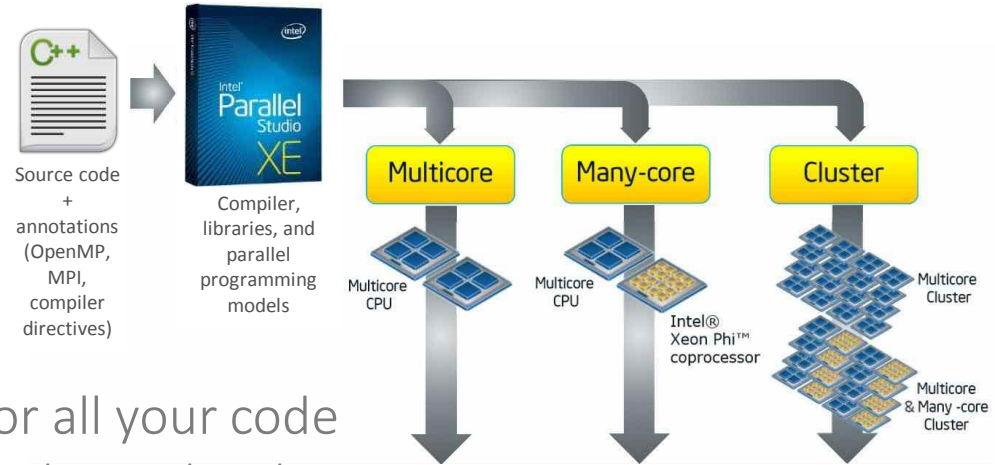 C++
Source code
+
annotations
(OpenMP,
MPI,
compiler
directives)
intel
Intel®
Parallel
Studio
XE
Compiler,
libraries, and
parallel
programming
models
Multicore
Many-core
Cluster
Multicore
CPU
Multicore
CPU
Intel®
Xeon Phi™
coprocessor
Multicore
Cluster
Multicore
& Many -core
Cluster
or all your code